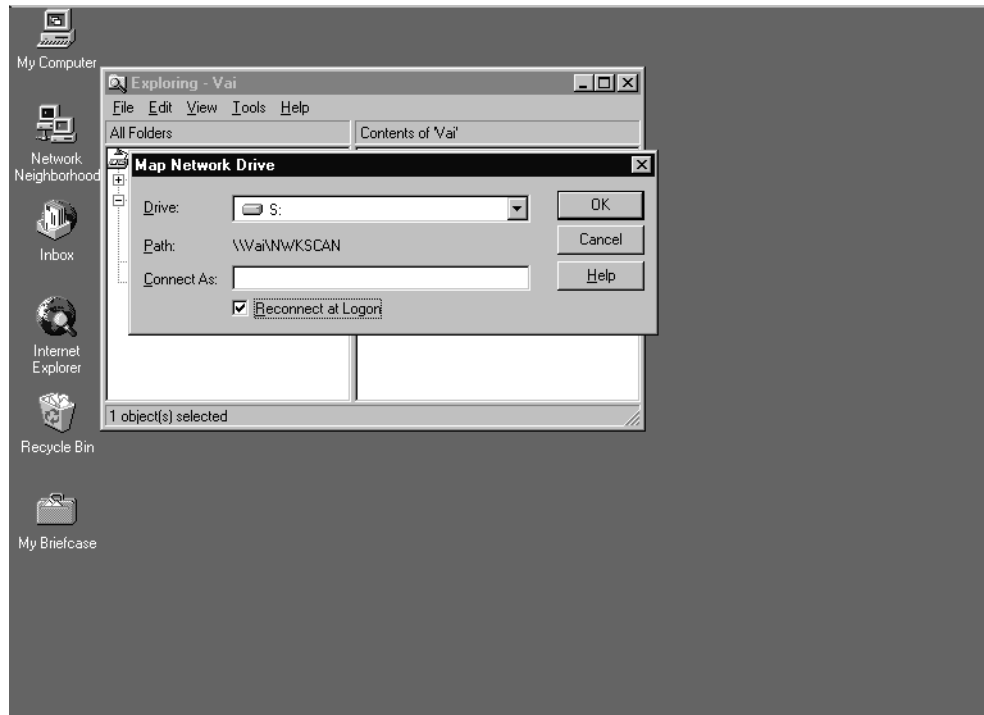 My Computer
Network
Neighborhood
Inbox
Internet
Explorer
Recycle Bin
My Briefcase
Exploring - Vai
File Edit View Tools Help
All Folders
Contents of 'Vai'
Map Network Drive
Drive:
S:
OK
Path:
\\Vai\NWKSCAN
Cancel
Connect As:
Help
Reconnect at Logon
1 object(s) selected